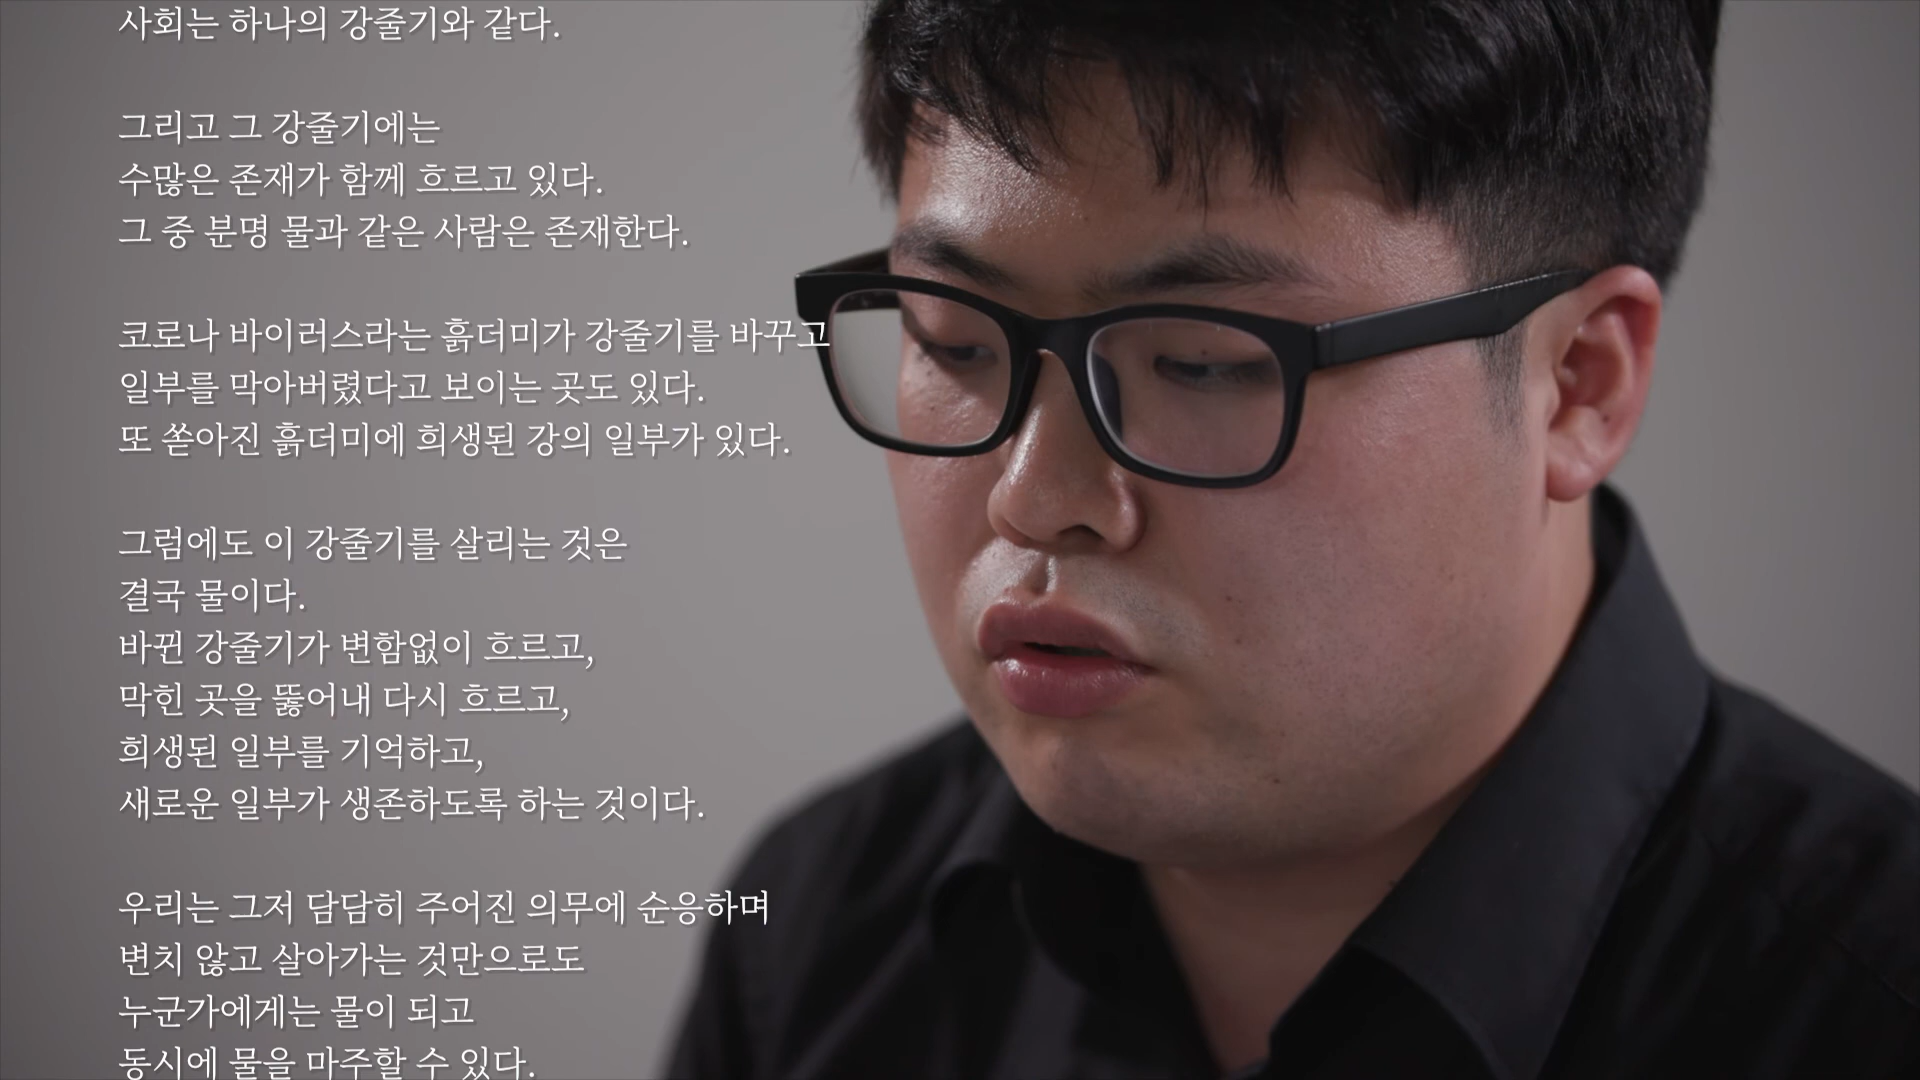 사회는 하나의 강줄기와 같다.
그리고 그 강줄기에는
수많은 존재가 함께 흐르고 있다.
그 중 분명 물과 같은 사람은 존재한다.
코로나 바이러스라는 흙더미가 강줄기를 바꾸고
일부를 막아버렸다고 보이는 곳도 있다.
또 쏟아진 흙더미에 희생된 강의 일부가 있다.
그럼에도 이 강줄기를 살리는 것은
결국 물이다.
바뀐 강줄기가 변함없이 흐르고,
막힌 곳을 뚫어내 다시 흐르고,
희생된 일부를 기억하고,
새로운 일부가 생존하도록 하는 것이다.
우리는 그저 담담히 주어진 의무에 순응하며
변치 않고 살아가는 것만으로도
누군가에게는 물이 되고
동시에 물을 마주할 수 있다.